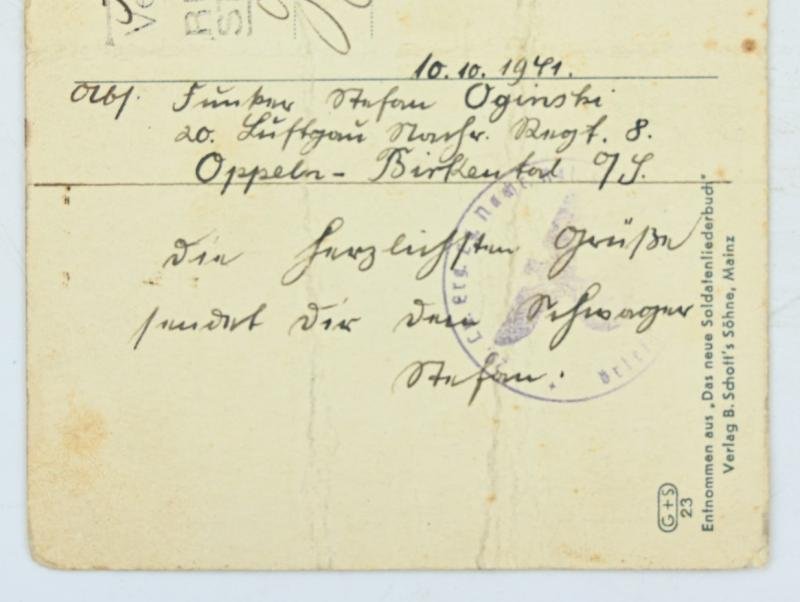 10.10.1941.
Abs. Funker Stefan Oginski
20. Luftgau Nachr. Regt. 8.
Oppeln - Birkental O/S.
die herzlichsten Grüße
sendet dir dein Schwager
Stefan.
Entnommen aus „Das neue Soldatenliederbuch"
Verlag B. Schott's Söhne, Mainz
G+S
23